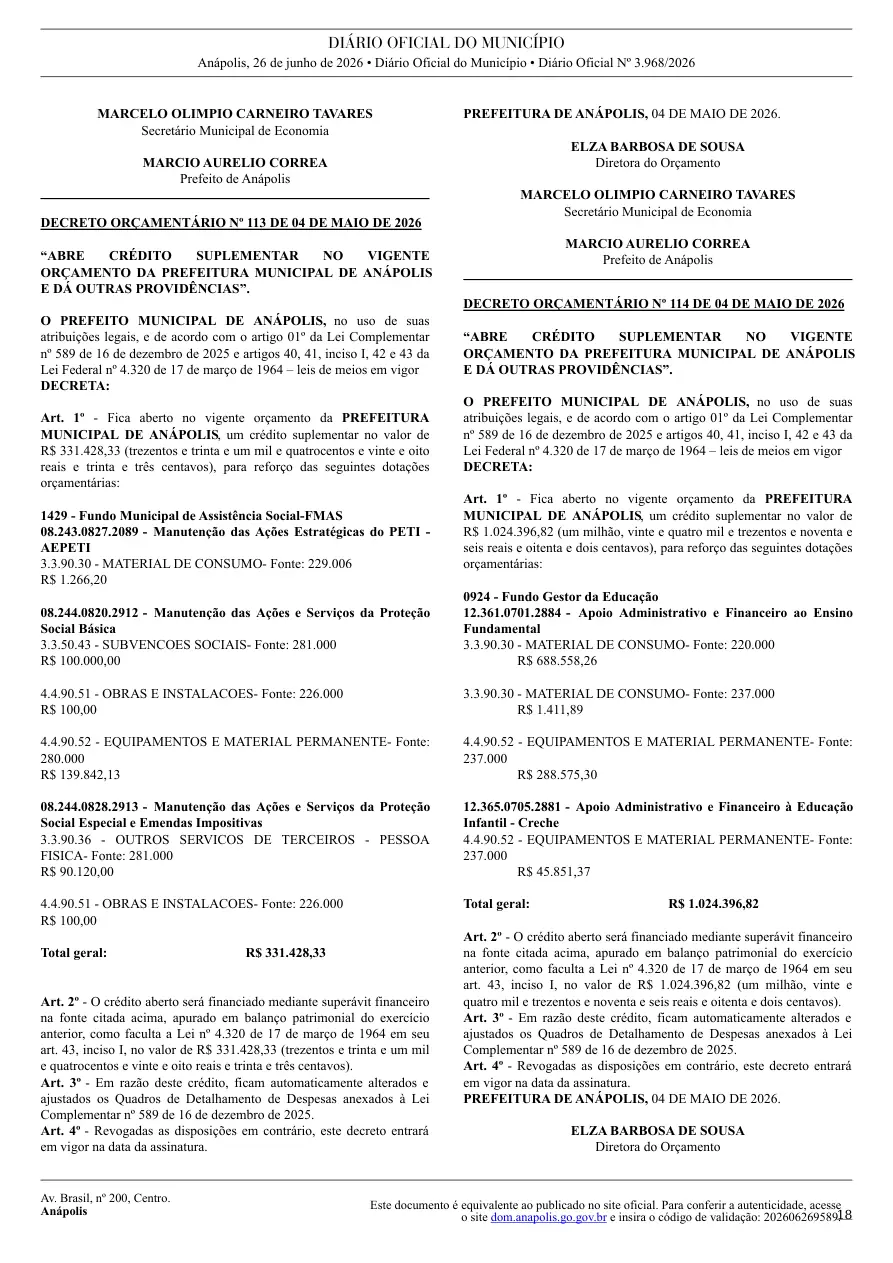 DIÁRIO OFICIAL DO MUNICÍPIO
Anápolis, 26 de junho de 2026 • Diário Oficial do Município • Diário Oficial Nº 3.968/2026
MARCELO OLIMPIO CARNEIRO TAVARES
Secretário Municipal de Economia
MARCIO AURELIO CORREA
Prefeito de Anápolis
DECRETO ORÇAMENTÁRIO Nº 113 DE 04 DE MAIO DE 2026
“ABRE CRÉDITO SUPLEMENTAR NO VIGENTE
ORÇAMENTO DA PREFEITURA MUNICIPAL DE ANÁPOLIS
E DÁ OUTRAS PROVIDÊNCIAS”.
O PREFEITO MUNICIPAL DE ANÁPOLIS, no uso de suas
atribuições legais, e de acordo com o artigo 01º da Lei Complementar
nº 589 de 16 de dezembro de 2025 e artigos 40, 41, inciso I, 42 e 43 da
Lei Federal nº 4.320 de 17 de março de 1964 – leis de meios em vigor
DECRETA:
Art. 1º - Fica aberto no vigente orçamento da PREFEITURA
MUNICIPAL DE ANÁPOLIS, um crédito suplementar no valor de
R$ 331.428,33 (trezentos e trinta e um mil e quatrocentos e vinte e oito
reais e trinta e três centavos), para reforço das seguintes dotações
orçamentárias:
1429 - Fundo Municipal de Assistência Social-FMAS
08.243.0827.2089 - Manutenção das Ações Estratégicas do PETI -
AEPETI
3.3.90.30 - MATERIAL DE CONSUMO- Fonte: 229.006
R$ 1.266,20
08.244.0820.2912 - Manutenção das Ações e Serviços da Proteção
Social Básica
3.3.50.43 - SUBVENCOES SOCIAIS- Fonte: 281.000
R$ 100.000,00
4.4.90.51 - OBRAS E INSTALACOES- Fonte: 226.000
R$ 100,00
4.4.90.52 - EQUIPAMENTOS E MATERIAL PERMANENTE- Fonte:
280.000
R$ 139.842,13
08.244.0828.2913 - Manutenção das Ações e Serviços da Proteção
Social Especial e Emendas Impositivas
3.3.90.36 - OUTROS SERVICOS DE TERCEIROS - PESSOA
FISICA- Fonte: 281.000
R$ 90.120,00
4.4.90.51 - OBRAS E INSTALACOES- Fonte: 226.000
R$ 100,00
Total geral: R$ 331.428,33
Art. 2º - O crédito aberto será financiado mediante superávit financeiro
na fonte citada acima, apurado em balanço patrimonial do exercício
anterior, como faculta a Lei nº 4.320 de 17 de março de 1964 em seu
art. 43, inciso I, no valor de R$ 331.428,33 (trezentos e trinta e um mil
e quatrocentos e vinte e oito reais e trinta e três centavos).
Art. 3º - Em razão deste crédito, ficam automaticamente alterados e
ajustados os Quadros de Detalhamento de Despesas anexados à Lei
Complementar nº 589 de 16 de dezembro de 2025.
Art. 4º - Revogadas as disposições em contrário, este decreto entrará
em vigor na data da assinatura.
PREFEITURA DE ANÁPOLIS, 04 DE MAIO DE 2026.
ELZA BARBOSA DE SOUSA
Diretora do Orçamento
MARCELO OLIMPIO CARNEIRO TAVARES
Secretário Municipal de Economia
MARCIO AURELIO CORREA
Prefeito de Anápolis
DECRETO ORÇAMENTÁRIO Nº 114 DE 04 DE MAIO DE 2026
“ABRE CRÉDITO SUPLEMENTAR NO VIGENTE
ORÇAMENTO DA PREFEITURA MUNICIPAL DE ANÁPOLIS
E DÁ OUTRAS PROVIDÊNCIAS”.
O PREFEITO MUNICIPAL DE ANÁPOLIS, no uso de suas
atribuições legais, e de acordo com o artigo 01º da Lei Complementar
nº 589 de 16 de dezembro de 2025 e artigos 40, 41, inciso I, 42 e 43 da
Lei Federal nº 4.320 de 17 de março de 1964 – leis de meios em vigor
DECRETA:
Art. 1º - Fica aberto no vigente orçamento da PREFEITURA
MUNICIPAL DE ANÁPOLIS, um crédito suplementar no valor de
R$ 1.024.396,82 (um milhão, vinte e quatro mil e trezentos e noventa e
seis reais e oitenta e dois centavos), para reforço das seguintes dotações
orçamentárias:
0924 - Fundo Gestor da Educação
12.361.0701.2884 - Apoio Administrativo e Financeiro ao Ensino
Fundamental
3.3.90.30 - MATERIAL DE CONSUMO- Fonte: 220.000
R$ 688.558,26
3.3.90.30 - MATERIAL DE CONSUMO- Fonte: 237.000
R$ 1.411,89
4.4.90.52 - EQUIPAMENTOS E MATERIAL PERMANENTE- Fonte:
237.000
R$ 288.575,30
12.365.0705.2881 - Apoio Administrativo e Financeiro à Educação
Infantil - Creche
4.4.90.52 - EQUIPAMENTOS E MATERIAL PERMANENTE- Fonte:
237.000
R$ 45.851,37
Total geral: R$ 1.024.396,82
Art. 2º - O crédito aberto será financiado mediante superávit financeiro
na fonte citada acima, apurado em balanço patrimonial do exercício
anterior, como faculta a Lei nº 4.320 de 17 de março de 1964 em seu
art. 43, inciso I, no valor de R$ 1.024.396,82 (um milhão, vinte e
quatro mil e trezentos e noventa e seis reais e oitenta e dois centavos).
Art. 3º - Em razão deste crédito, ficam automaticamente alterados e
ajustados os Quadros de Detalhamento de Despesas anexados à Lei
Complementar nº 589 de 16 de dezembro de 2025.
Art. 4º - Revogadas as disposições em contrário, este decreto entrará
em vigor na data da assinatura.
PREFEITURA DE ANÁPOLIS, 04 DE MAIO DE 2026.
ELZA BARBOSA DE SOUSA
Diretora do Orçamento
Av. Brasil, nº 200, Centro.
Anápolis
Este documento é equivalente ao publicado no site oficial. Para conferir a autenticidade, acesse
o site dom.anapolis.go.gov.br e insira o código de validação: 202606269589
18